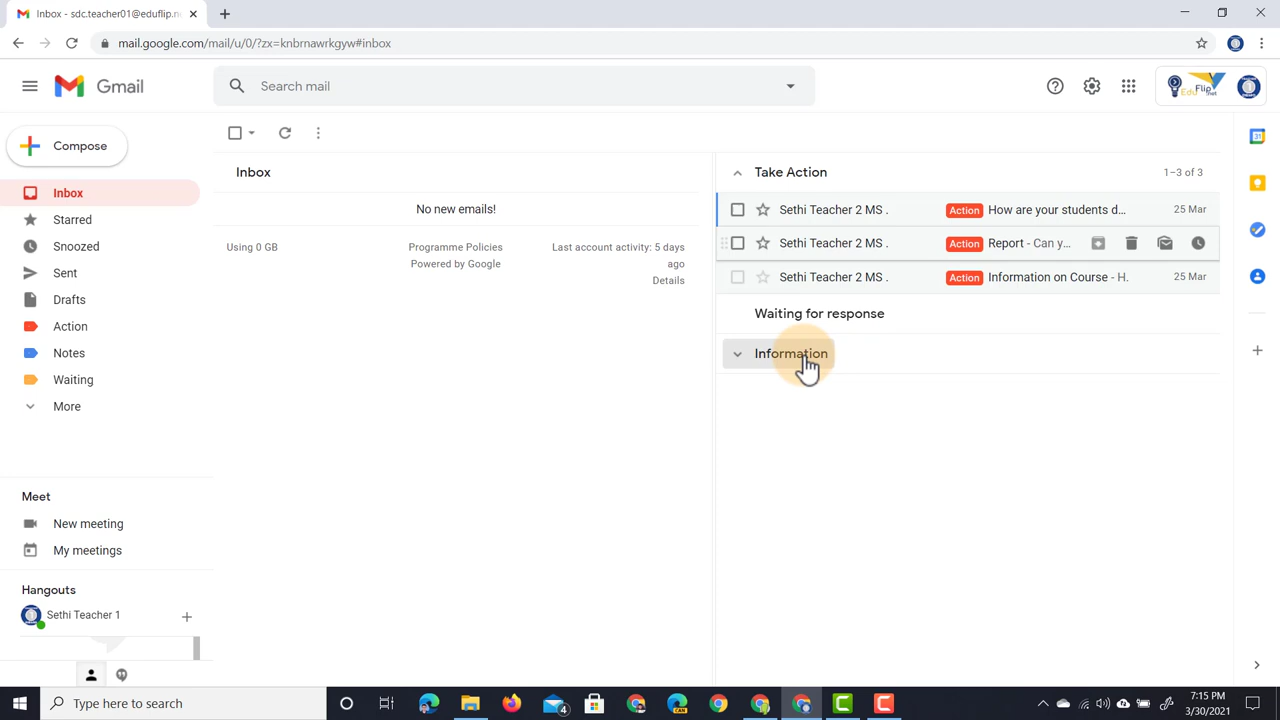 Inbox - sdc.teacher01@eduflip.n
mail.google.com/mail/u/0/?zx=knbrnawrkgyw#inbox
Gmail
Search mail
EduFlip.net
Compose
Inbox
Starred
Snoozed
Sent
Drafts
Action
Notes
Waiting
More
Meet
New meeting
My meetings
Hangouts
Sethi Teacher 1
Inbox
No new emails!
Using 0 GB
Programme Policies
Powered by Google
Last account activity: 5 days
ago
Details
Take Action
1–3 of 3
Sethi Teacher 2 MS . Action How are your students d... 25 Mar
Sethi Teacher 2 MS . Action Report - Can y...
Sethi Teacher 2 MS . Action Information on Course - H. 25 Mar
Waiting for response
Information
31
Type here to search
4
CAN
7:15 PM
3/30/2021